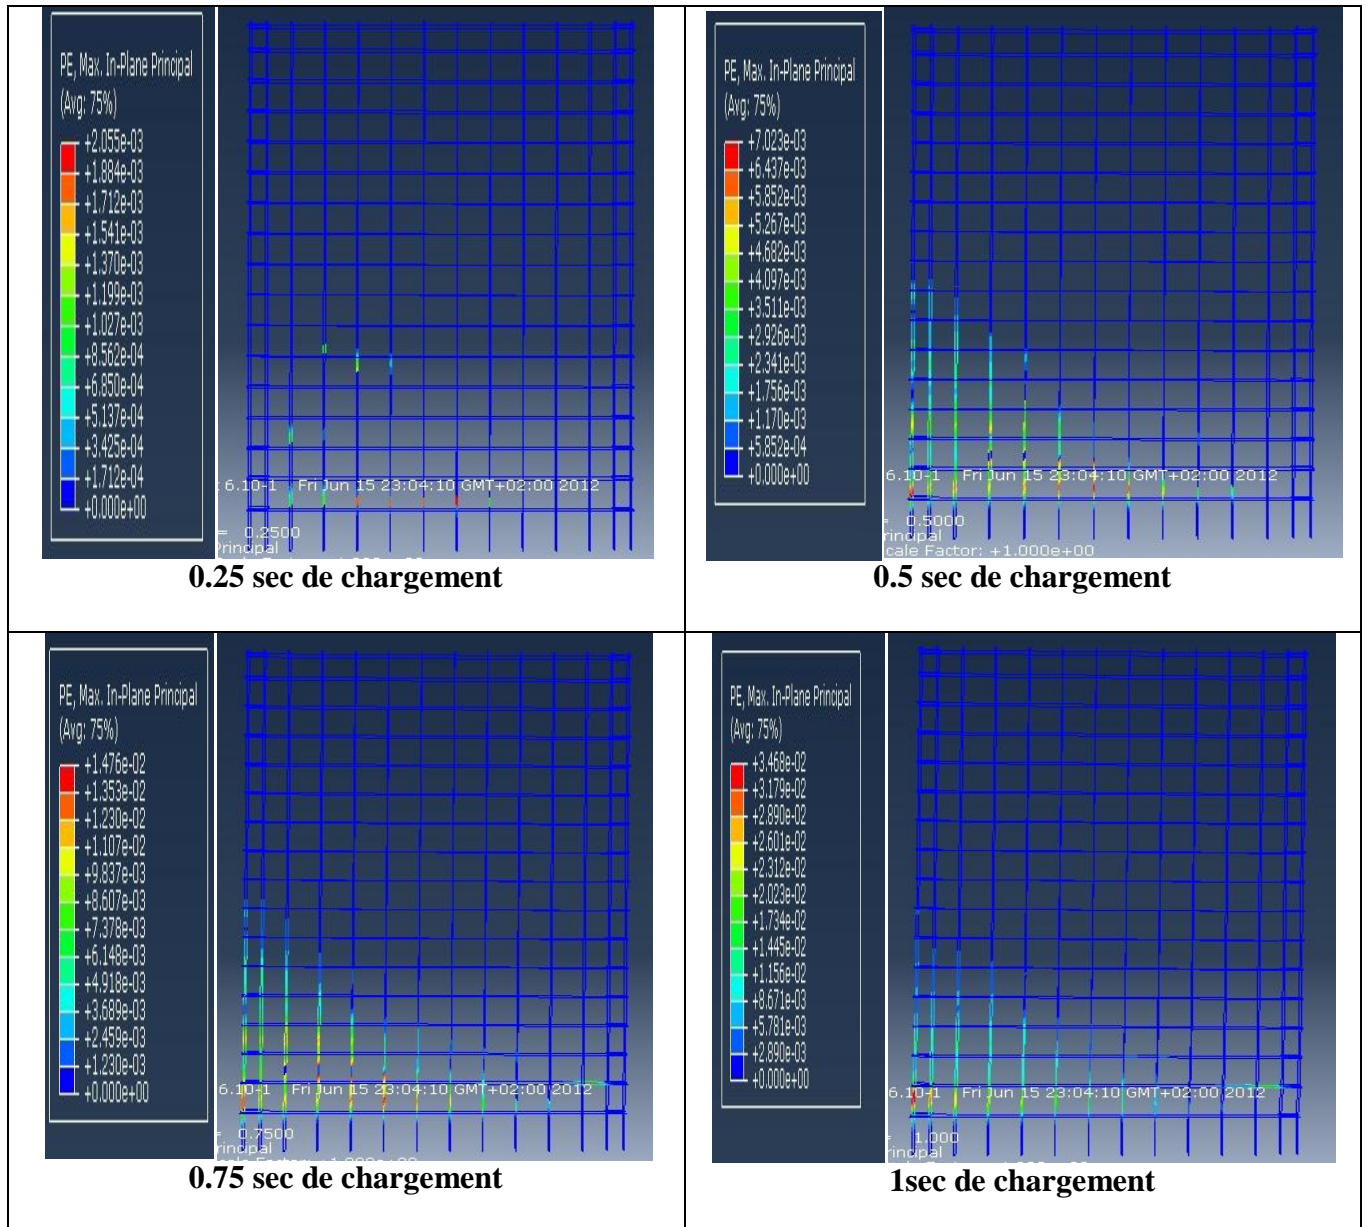 PE, Max. In-Plane Principal
(Avg: 75%)
+2.055e-03
+1.884e-03
+1.712e-03
+1.541e-03
+1.370e-03
+1.199e-03
+1.027e-03
+8.562e-04
+6.850e-04
+5.137e-04
+3.425e-04
+1.712e-04
+0.000e+00
6.10-1 Fri Jun 15 23:04:10 GMT+02:00 2012
= 0.2500
Principal
0.25 sec de chargement
PE, Max. In-Plane Principal
(Avg: 75%)
+7.023e-03
+6.437e-03
+5.852e-03
+5.267e-03
+4.682e-03
+4.097e-03
+3.511e-03
+2.926e-03
+2.341e-03
+1.756e-03
+1.170e-03
+5.852e-04
+0.000e+00
6.10-1 Fri Jun 15 23:04:10 GMT+02:00 2012
= 0.5000
rincipal
cale Factor: +1.000e+00
0.5 sec de chargement
PE, Max. In-Plane Principal
(Avg: 75%)
+1.476e-02
+1.353e-02
+1.230e-02
+1.107e-02
+9.837e-03
+8.607e-03
+7.378e-03
+6.148e-03
+4.918e-03
+3.689e-03
+2.459e-03
+1.230e-03
+0.000e+00
6.10-1 Fri Jun 15 23:04:10 GMT+02:00 2012
= 0.7500
rincipal
0.75 sec de chargement
PE, Max. In-Plane Principal
(Avg: 75%)
+3.468e-02
+3.179e-02
+2.890e-02
+2.601e-02
+2.312e-02
+2.023e-02
+1.734e-02
+1.445e-02
+1.156e-02
+8.671e-03
+5.781e-03
+2.890e-03
+0.000e+00
6.10-1 Fri Jun 15 23:04:10 GMT+02:00 2012
= 1.000
rincipal
1sec de chargement